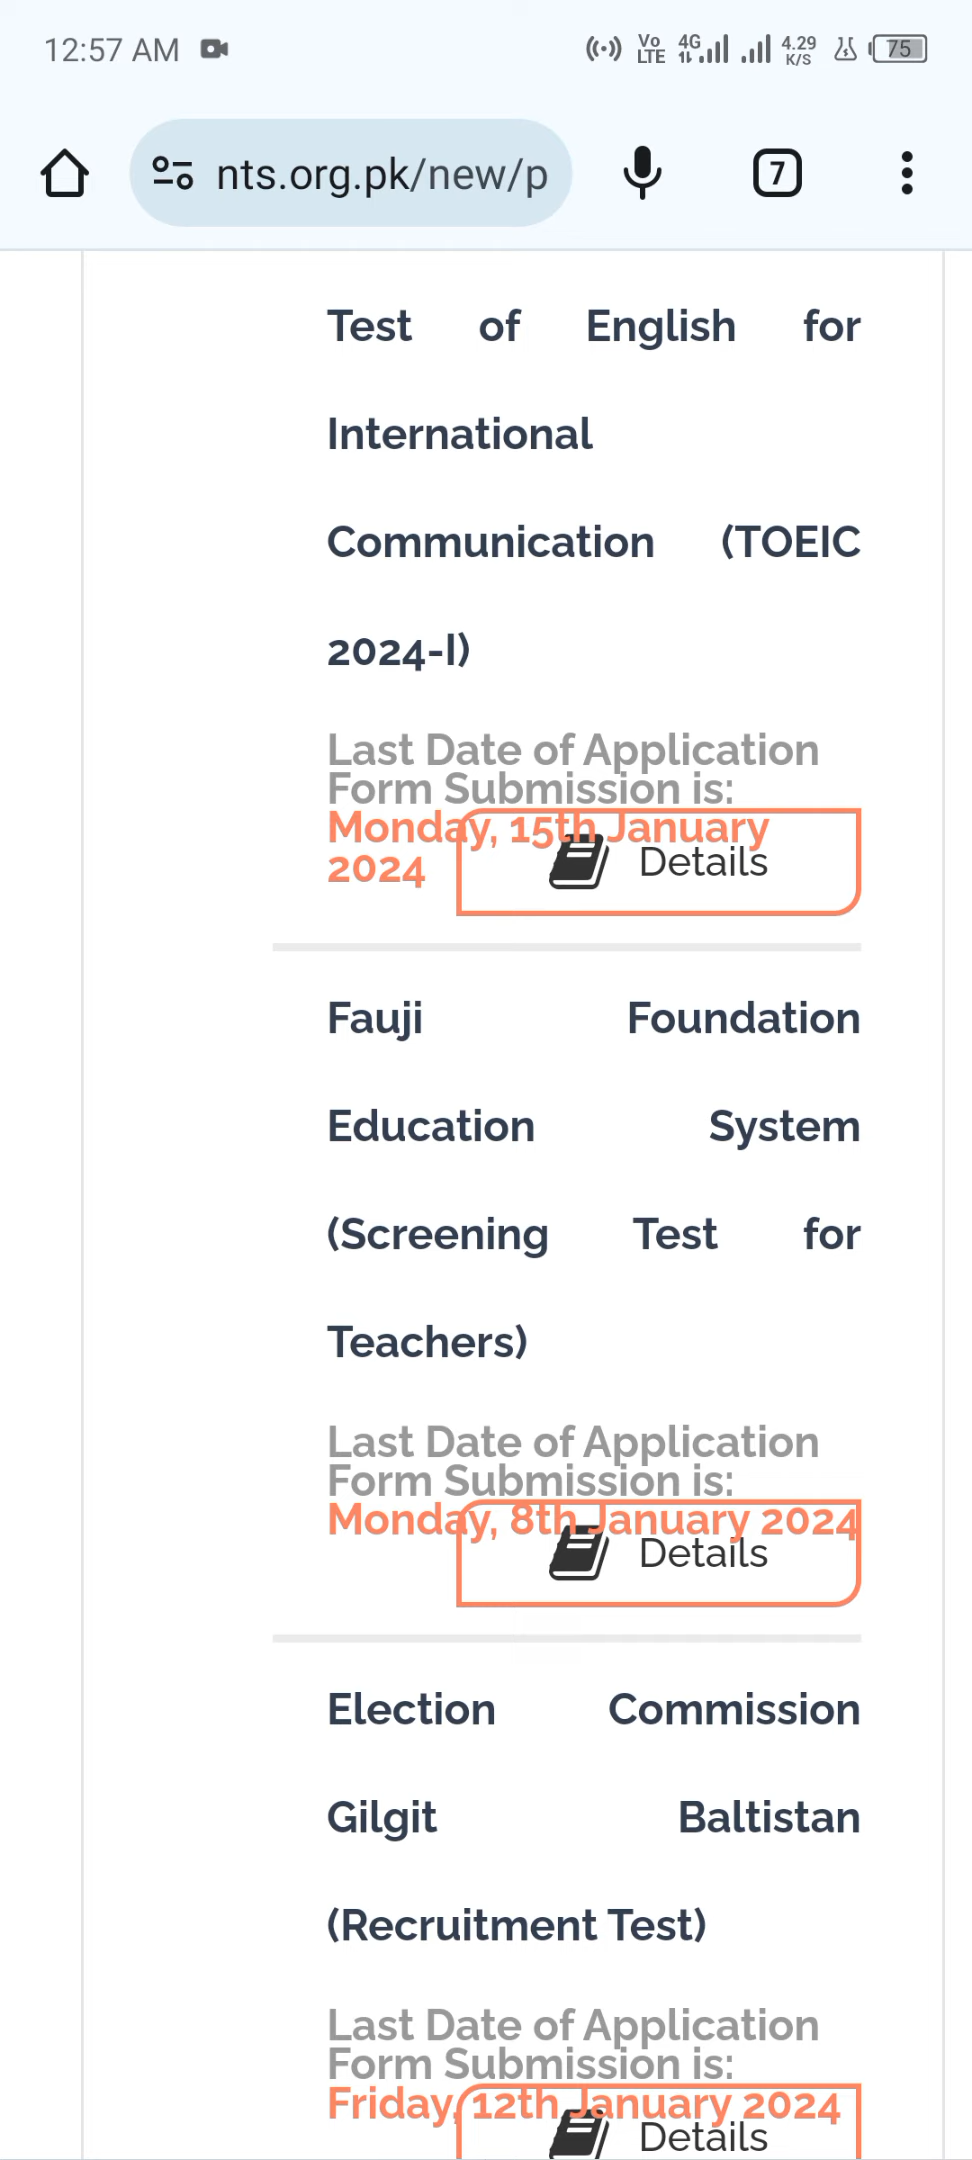 12:57 AM
Vo LTE 4G 4.29 K/S 75
nts.org.pk/new/p
7
Test of English for
International
Communication (TOEIC
2024-I)
Last Date of Application
Form Submission is:
Monday, 15th January
2024
Details
Fauji Foundation
Education System
(Screening Test for
Teachers)
Last Date of Application
Form Submission is:
Monday, 8th January 2024
Details
Election Commission
Gilgit Baltistan
(Recruitment Test)
Last Date of Application
Form Submission is:
Friday, 12th January 2024
Details